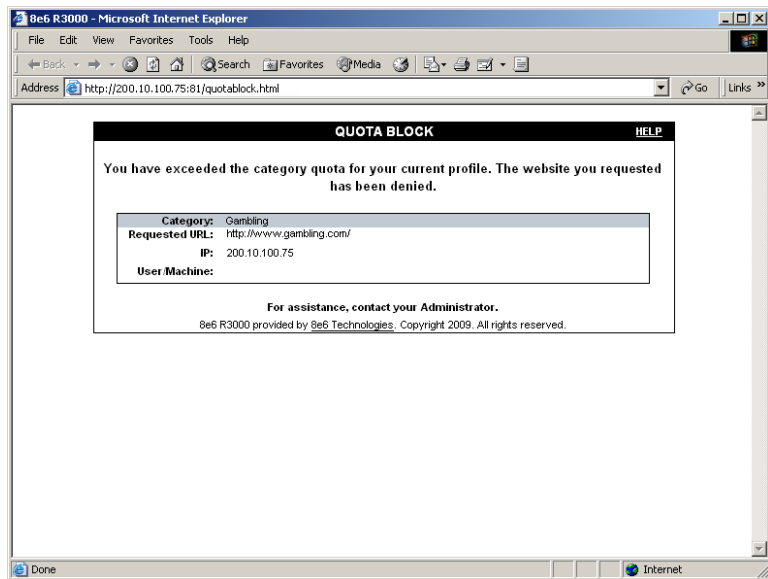 8e6 R3000 - Microsoft Internet Explorer
File Edit View Favorites Tools Help
Back Search Favorites Media
Address http://200.10.100.75:81/quotablock.html Go Links »
QUOTA BLOCK HELP
You have exceeded the category quota for your current profile. The website you requested
has been denied.
Category: Gambling
Requested URL: http://www.gambling.com/
IP: 200.10.100.75
User/Machine:
For assistance, contact your Administrator.
8e6 R3000 provided by 8e6 Technologies. Copyright 2009. All rights reserved.
Done Internet